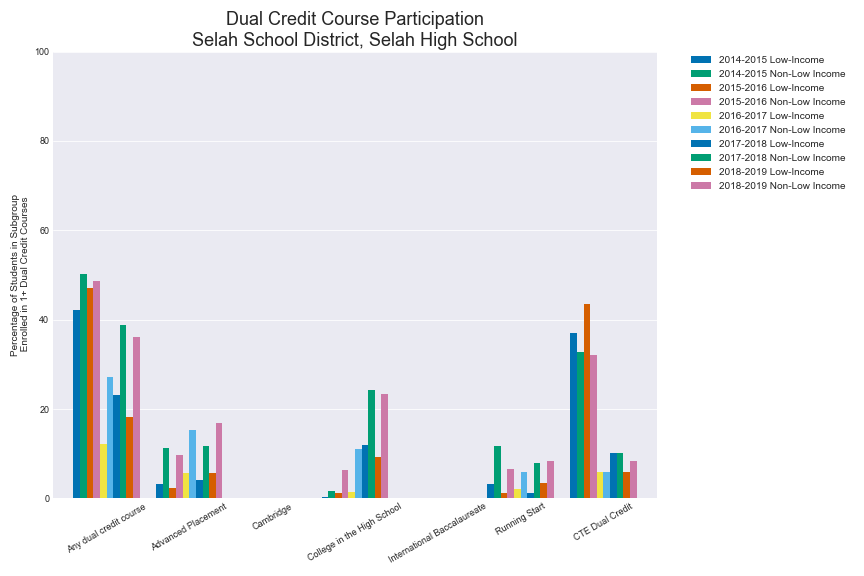 Dual Credit Course Participation
Selah School District, Selah High School
Percentage of Students in Subgroup
Enrolled in 1+ Dual Credit Courses
100
80
60
40
20
0
Any dual credit course
Advanced Placement
Cambridge
College in the High School
International Baccalaureate
Running Start
CTE Dual Credit
2014-2015 Low-Income
2014-2015 Non-Low Income
2015-2016 Low-Income
2015-2016 Non-Low Income
2016-2017 Low-Income
2016-2017 Non-Low Income
2017-2018 Low-Income
2017-2018 Non-Low Income
2018-2019 Low-Income
2018-2019 Non-Low Income